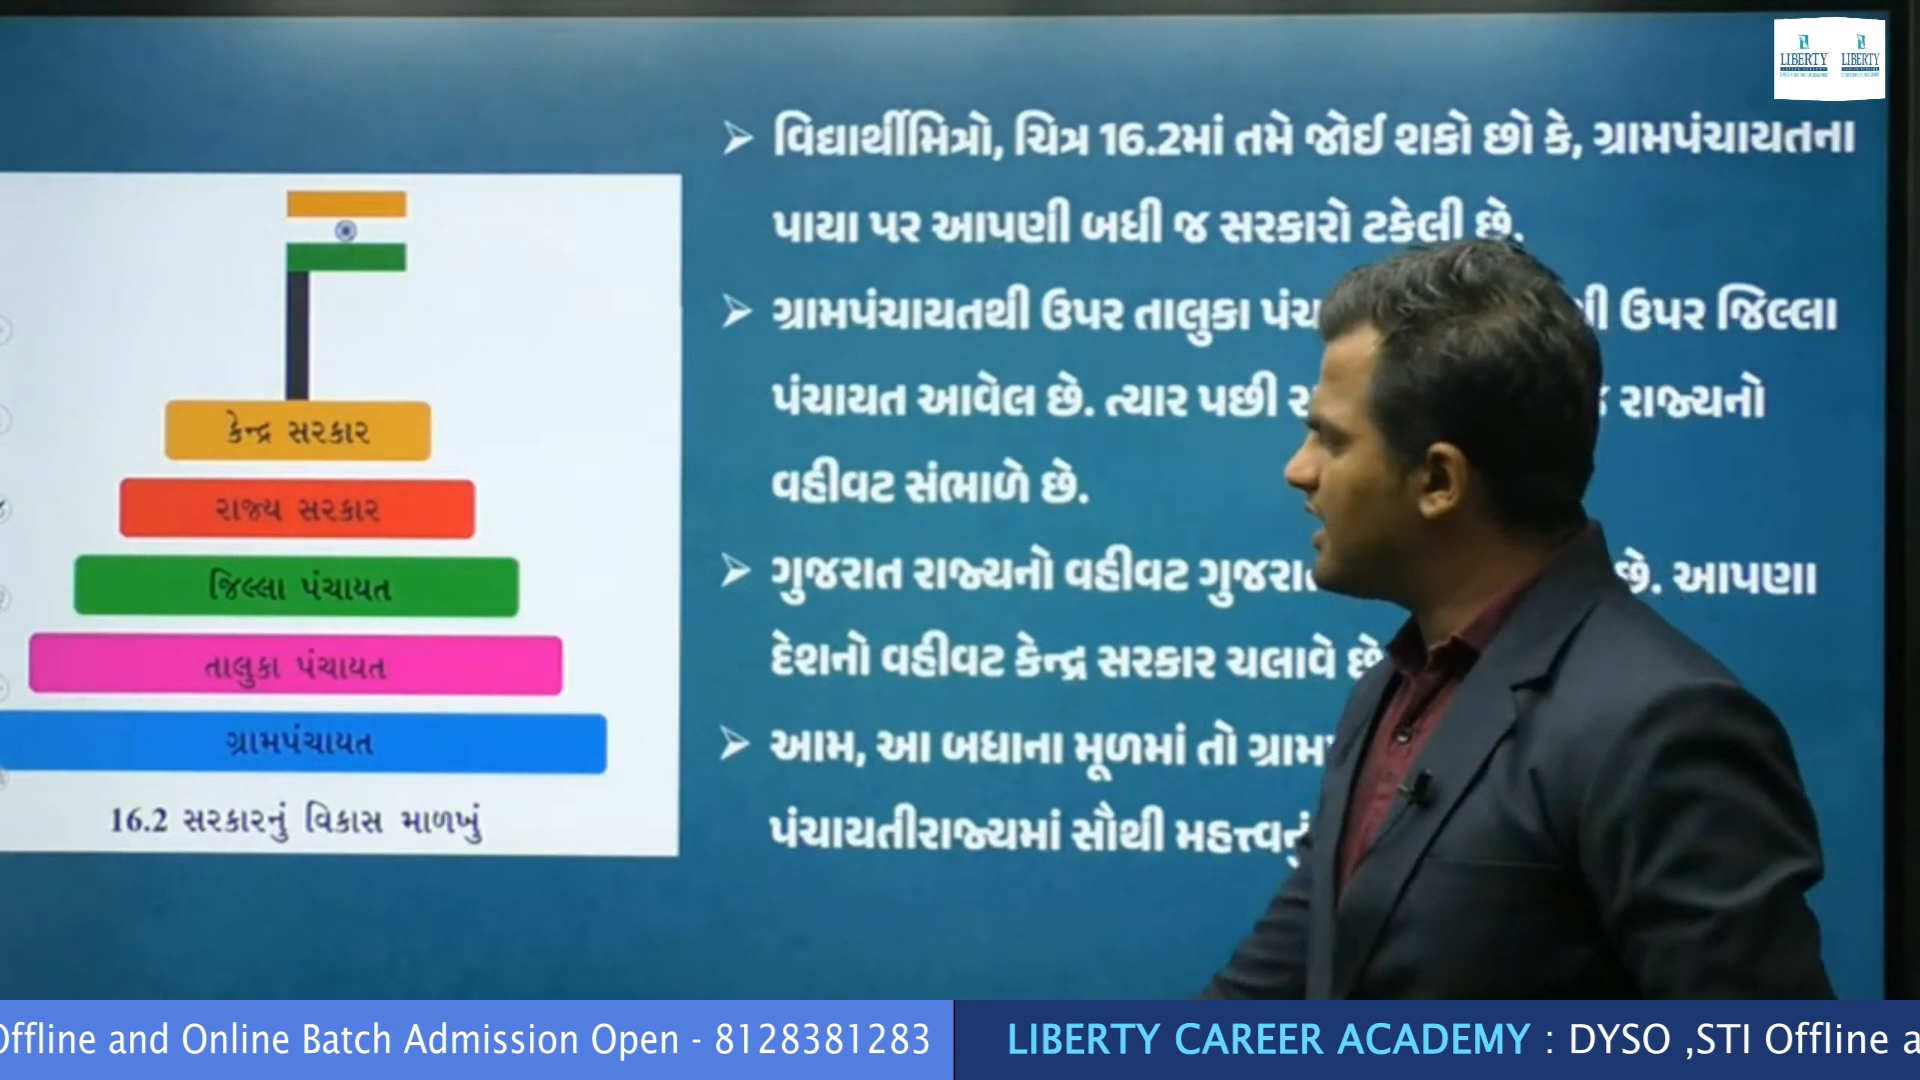 LIBERTY LIBERTY
વિદ્યાર્થીમિત્રો, ચિત્ર 16.2માં તમે જોઈ શકો છો કે, ગ્રામપંચાયતના
પાયા પર આપણી બધી જ સરકારો ટકેલી છે.
ગ્રામપંચાયતથી ઉપર તાલુકા ઉપર જિલ્લા
પંચાયત આવેલ છે. ત્યાર પછી રાજ્યનો
વહીવટ સંભાળે છે.
ગુજરાત રાજ્યનો વહીવટ છે. આપણા
દેશનો વહીવટ કેન્દ્ર સરકાર ચલાવે છે
આમ, આ બધાના મૂળમાં તો
પંચાયતીરાજ્યમાં સૌથી મહત્ત્વનું
કેન્દ્ર સરકાર
રાજ્ય સરકાર
જિલ્લા પંચાયત
તાલુકા પંચાયત
ગ્રામપંચાયત
16.2 સરકારનું વિકાસ માળખું
Offline and Online Batch Admission Open - 8128381283
LIBERTY CAREER ACADEMY : DYSO ,STI Offline a